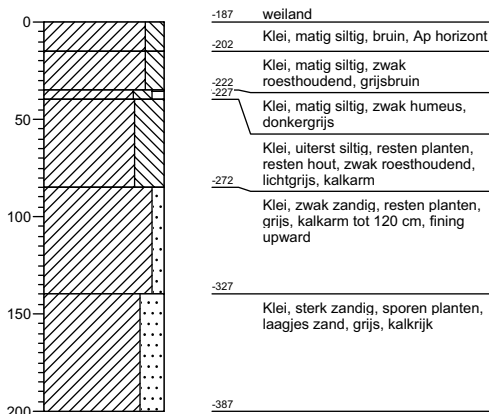 0
50
100
150
200
-187 weiland
-202 Klei, matig siltig, bruin, Ap horizont
Klei, matig siltig, zwak
roesthoudend, grijsbruin
-222
-227
Klei, matig siltig, zwak humeus,
donkergrijs
Klei, uiterst siltig, resten planten,
resten hout, zwak roesthoudend,
lichtgrijs, kalkarm
-272
Klei, zwak zandig, resten planten,
grijs, kalkarm tot 120 cm, fining
upward
-327
Klei, sterk zandig, sporen planten,
laagjes zand, grijs, kalkrijk
-387